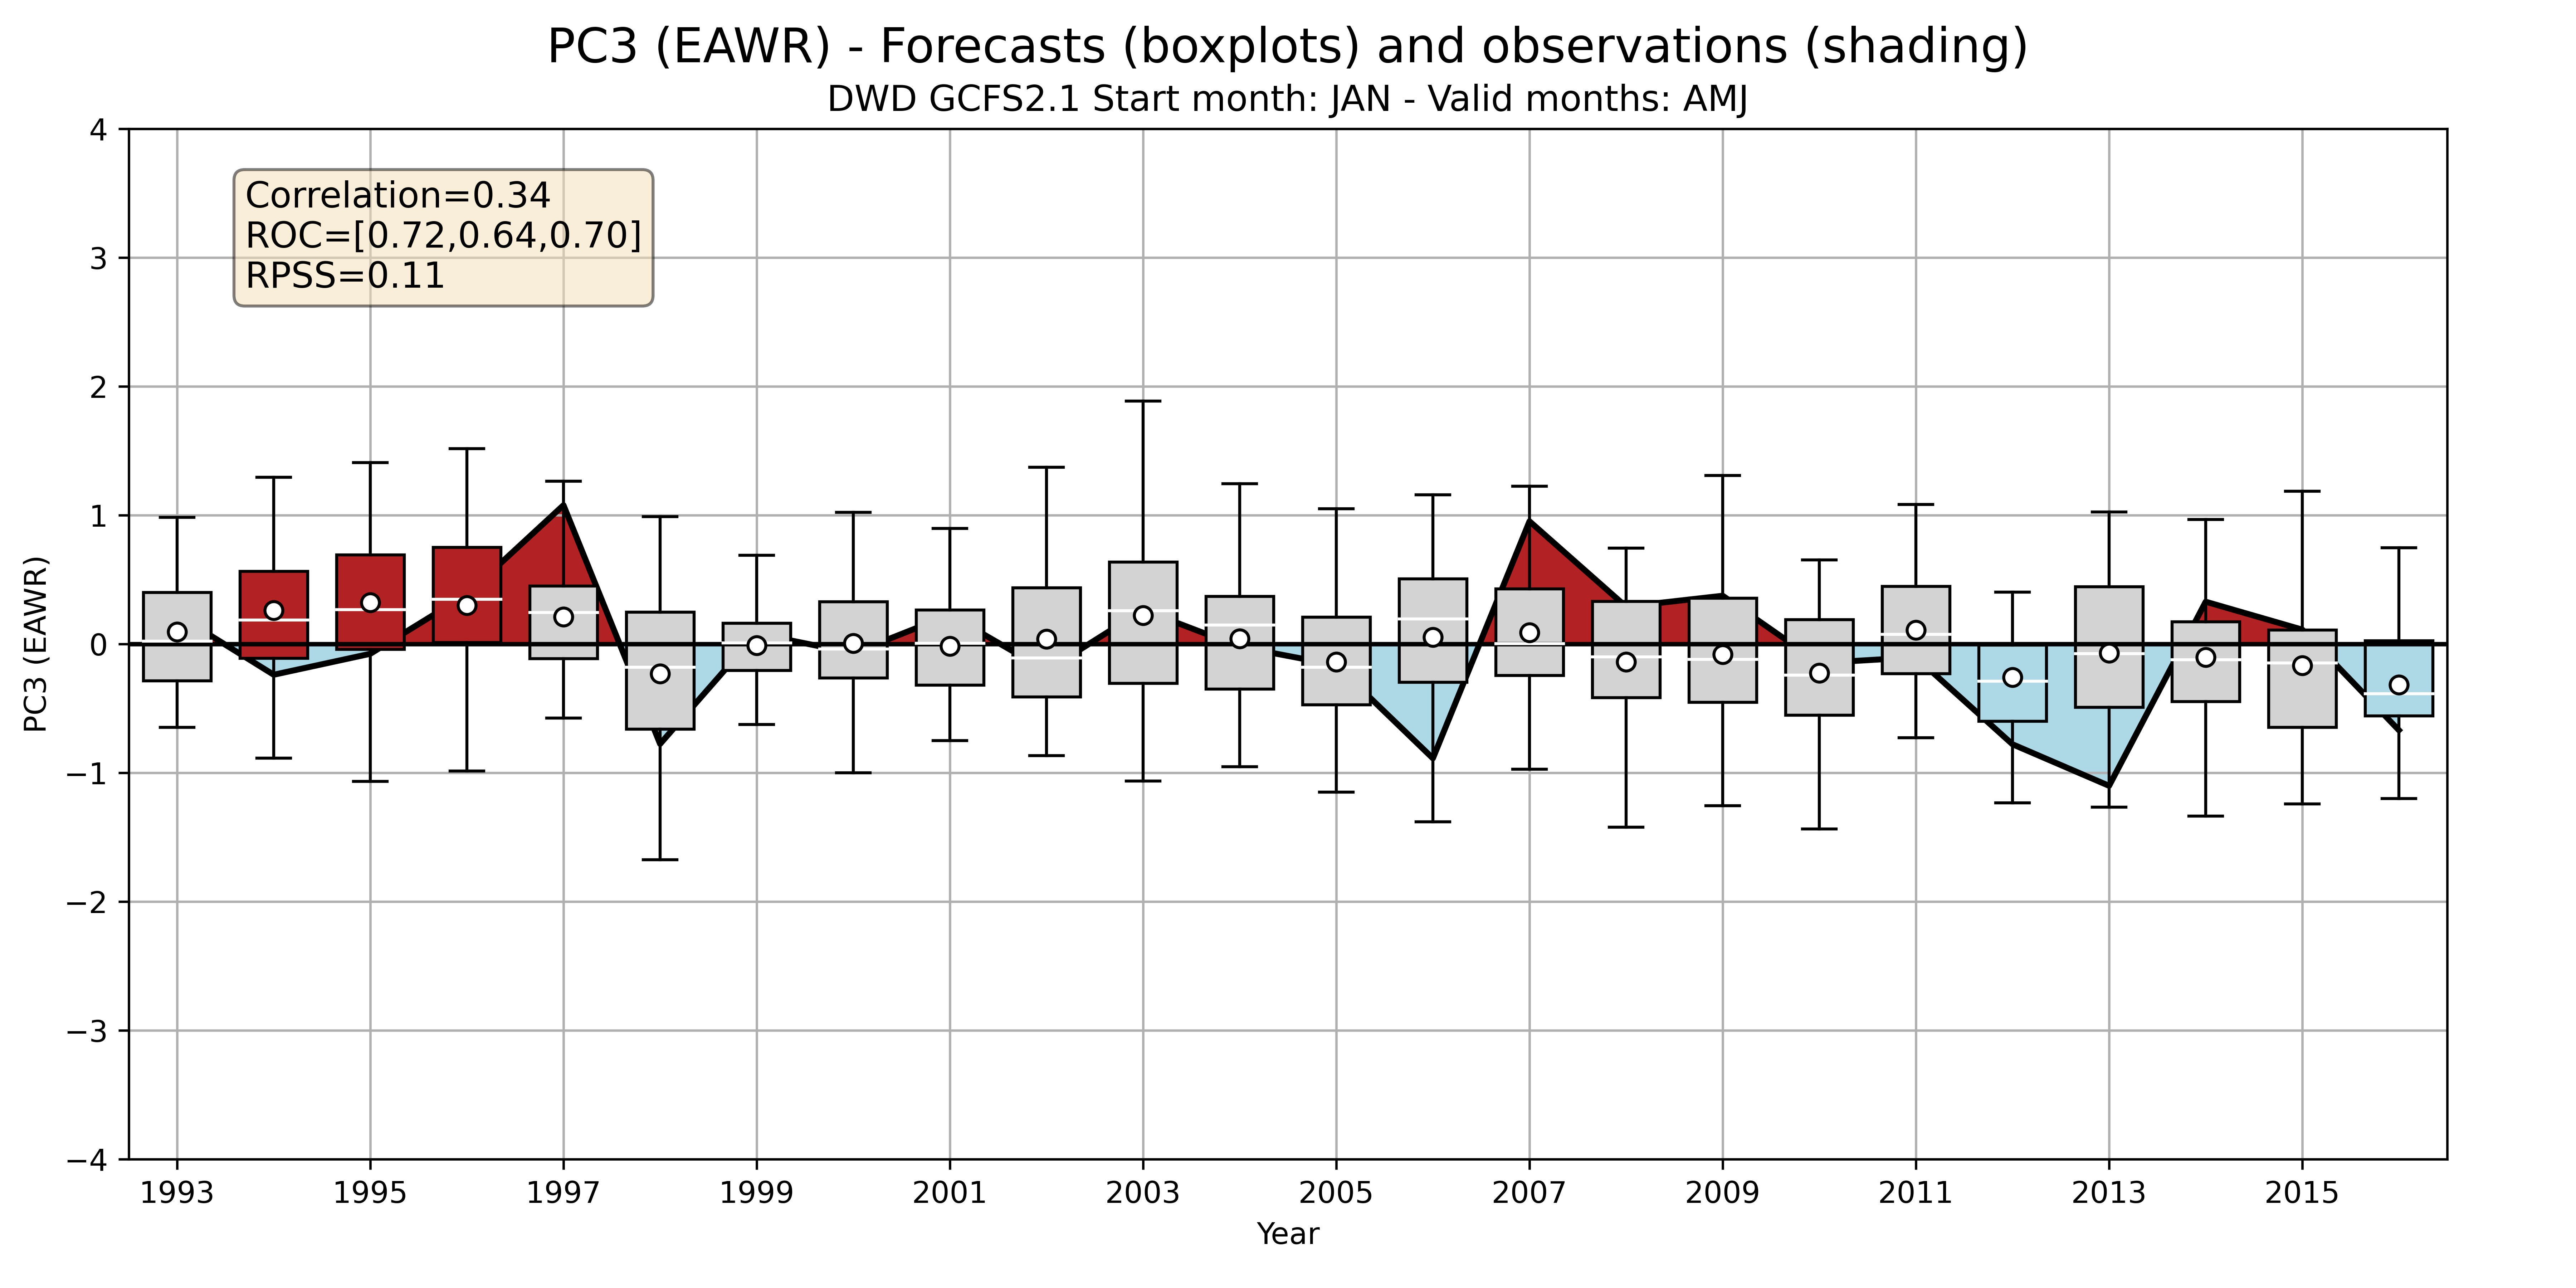 PC3 (EAWR) - Forecasts (boxplots) and observations (shading)
DWD GCFS2.1 Start month: JAN - Valid months: AMJ
Correlation=0.34
ROC=[0.72,0.64,0.70]
RPSS=0.11
PC3 (EAWR)
4
3
2
1
0
−1
−2
−3
−4
1993 1995 1997 1999 2001 2003 2005 2007 2009 2011 2013 2015
Year